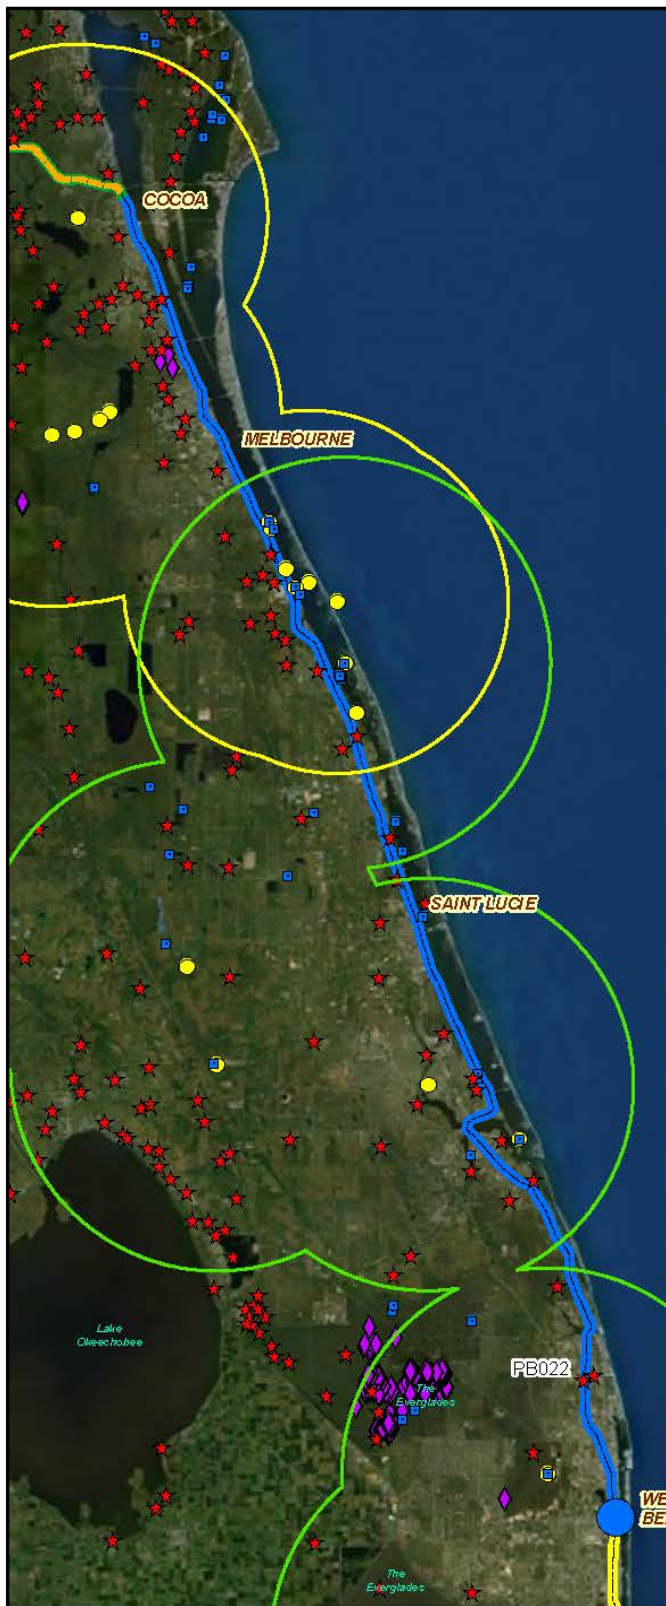 COCOA
MELBOURNE
SAINT LUCIE
Lake
Okeechobee
PB022
The
Everglades
WE
BE
The
Everglades